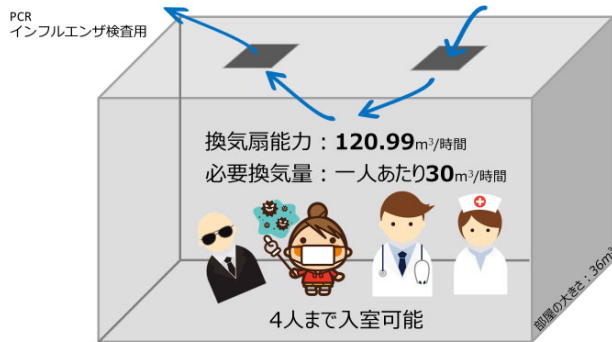 PCR
インフルエンザ検査用
換気扇能力：120.99m³/時間
必要換気量：一人あたり30m³/時間
4人まで入室可能
部屋の大きさ：36m³